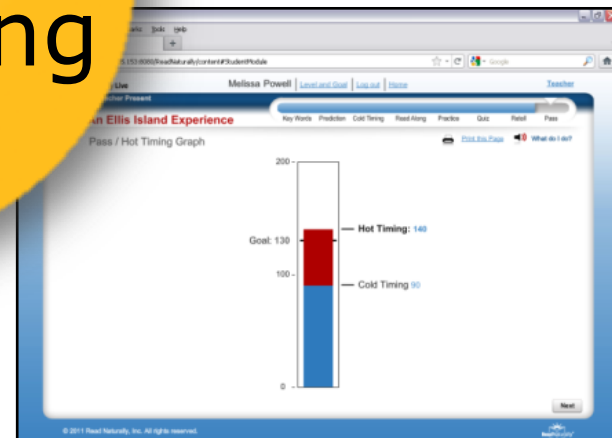 ng
Tools Help
+
Google
Live
Melissa Powell Level and Goal Log out Home
Teacher
Teacher Present
An Ellis Island Experience
Key Words Prediction Cold Timing Read Along Practice Quiz Retell Pass
Pass / Hot Timing Graph
Print this Page What do I do?
200
Hot Timing: 140
Goal: 130
100
Cold Timing 90
0
Next
© 2011 Read Naturally, Inc. All rights reserved.